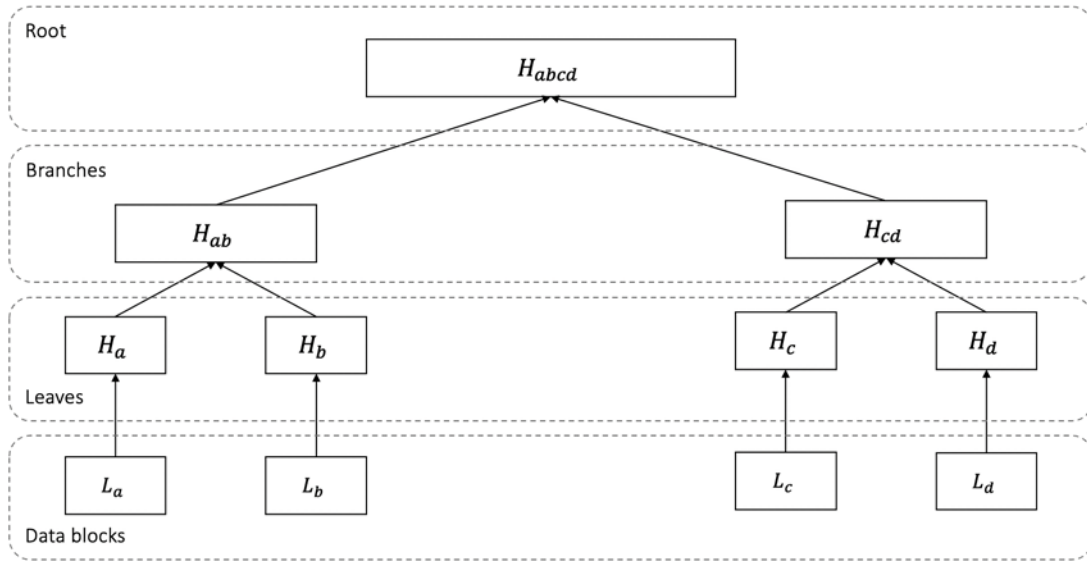 Root
H_abcd
Branches
H_ab
H_cd
H_a
H_b
H_c
H_d
Leaves
L_a
L_b
L_c
L_d
Data blocks